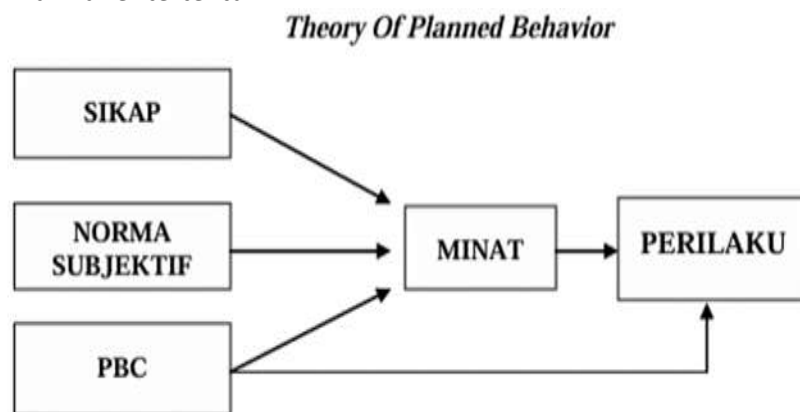 Theory Of Planned Behavior
SIKAP
NORMA
SUBJEKTIF
MINAT
PERILAKU
PBC